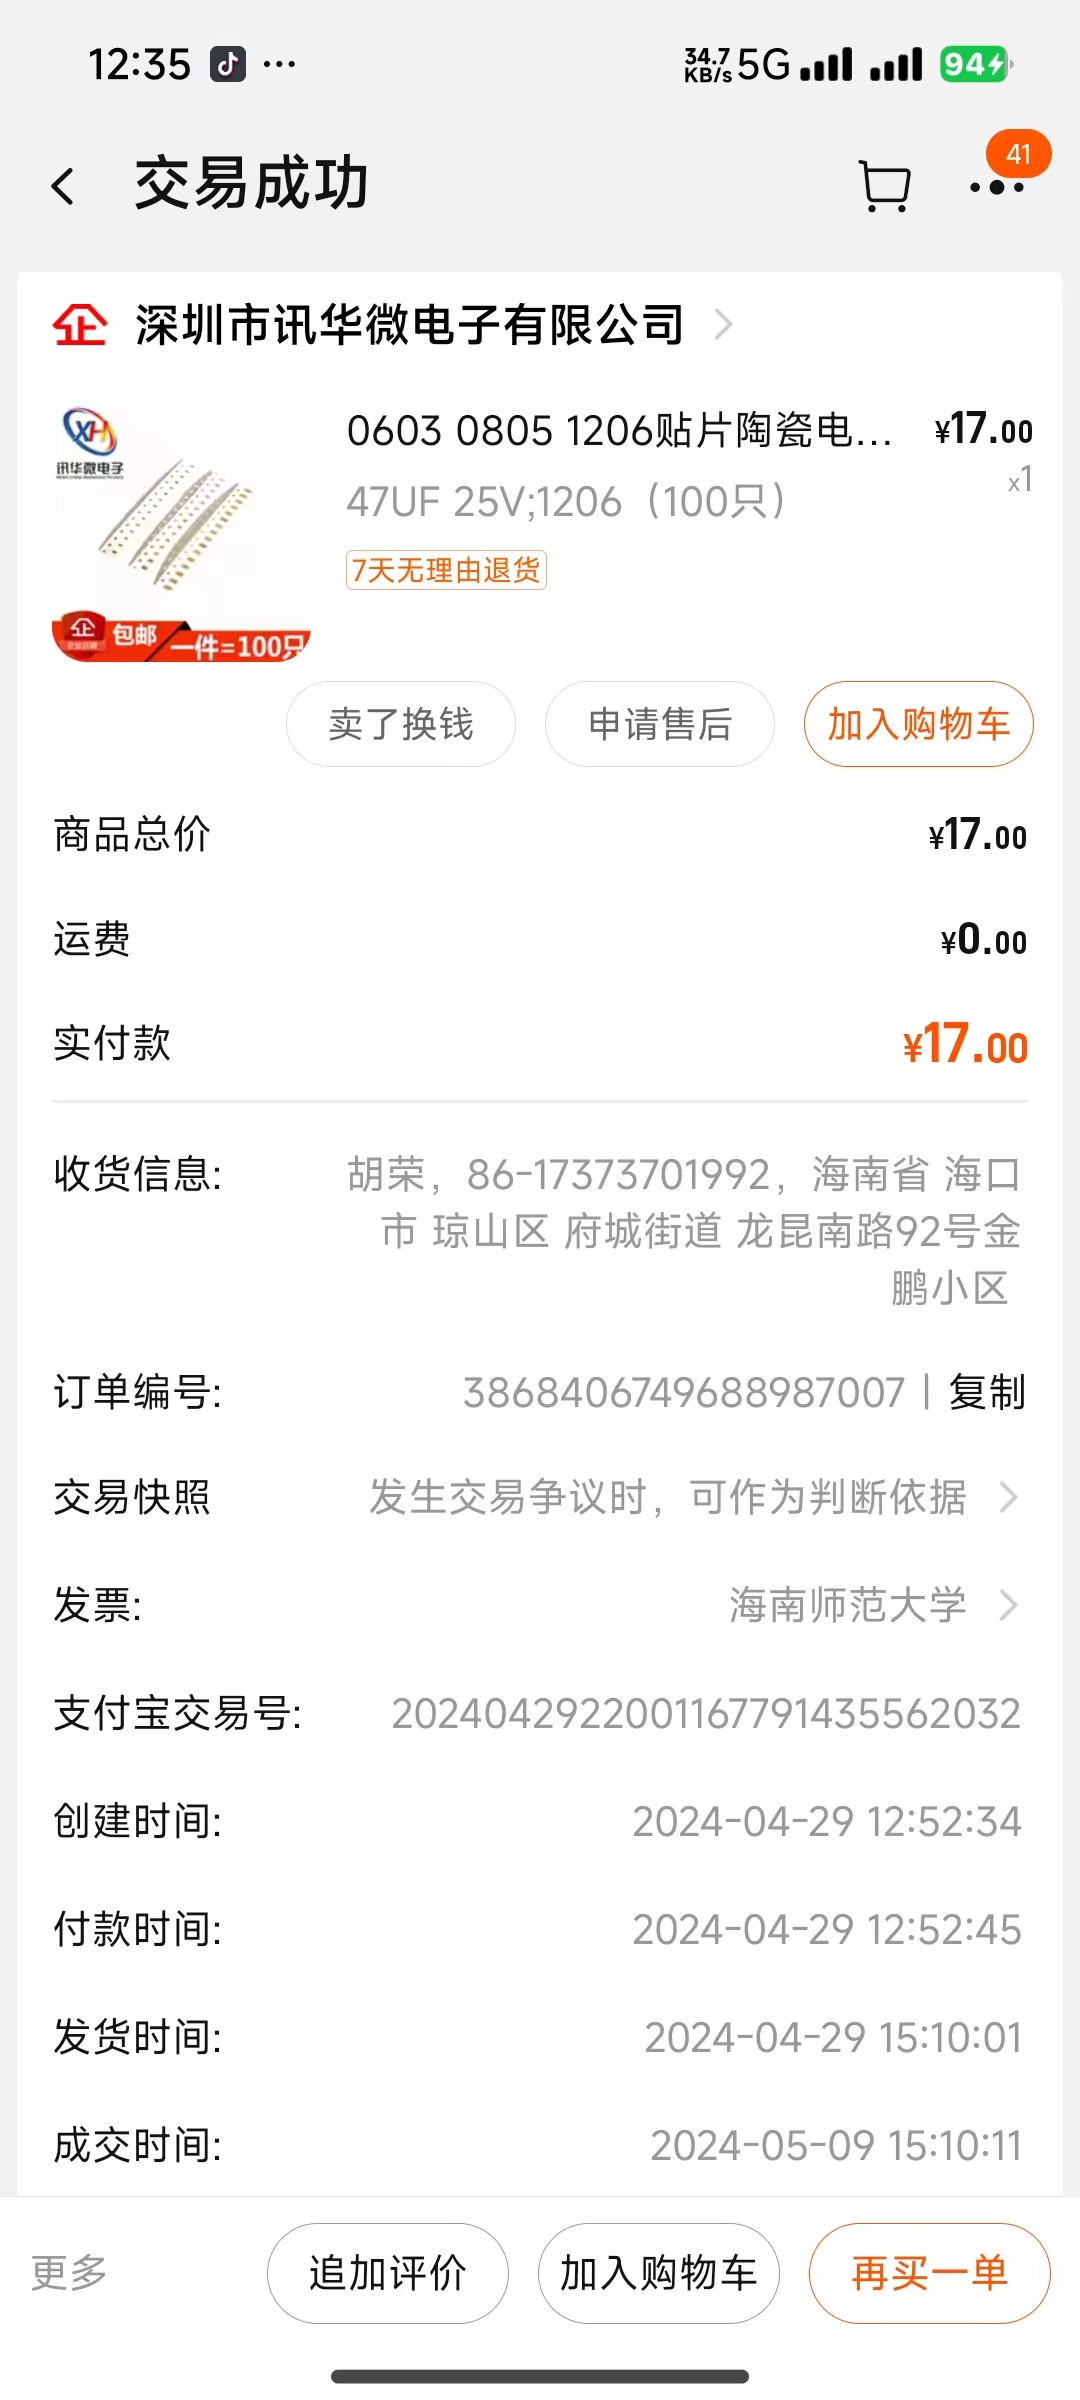 12:35 ···
34.7 KB/s 5G 94
交易成功
41
深圳市讯华微电子有限公司
XH
讯华微电子
企
包邮 一件=100只
0603 0805 1206贴片陶瓷电... ¥17.00
47UF 25V;1206（100只） x1
7天无理由退货
卖了换钱 申请售后 加入购物车
商品总价 ¥17.00
运费 ¥0.00
实付款 ¥17.00
收货信息: 胡荣，86-17373701992，海南省 海口
市 琼山区 府城街道 龙昆南路92号金
鹏小区
订单编号: 3868406749688987007 | 复制
交易快照 发生交易争议时，可作为判断依据
发票: 海南师范大学
支付宝交易号: 2024042922001167791435562032
创建时间: 2024-04-29 12:52:34
付款时间: 2024-04-29 12:52:45
发货时间: 2024-04-29 15:10:01
成交时间: 2024-05-09 15:10:11
更多 追加评价 加入购物车 再买一单